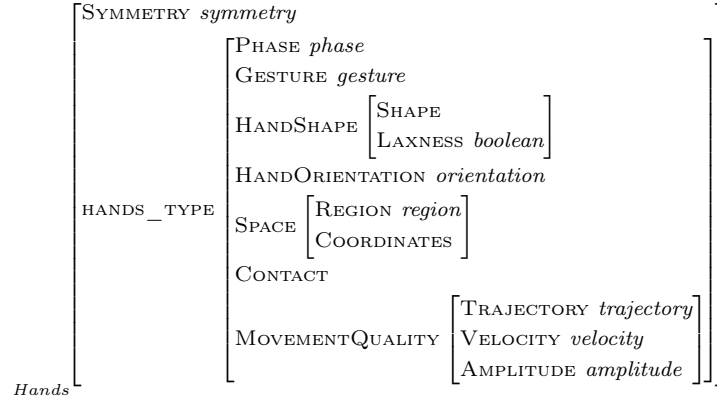 SYMMETRY symmetry
PHASE phase
GESTURE gesture
HANDSHAPE
SHAPE
LAXNESS boolean
HANDORIENTATION orientation
HANDS_TYPE
SPACE
REGION region
COORDINATES
CONTACT
MOVEMENTQUALITY
TRAJECTORY trajectory
VELOCITY velocity
AMPLITUDE amplitude
Hands